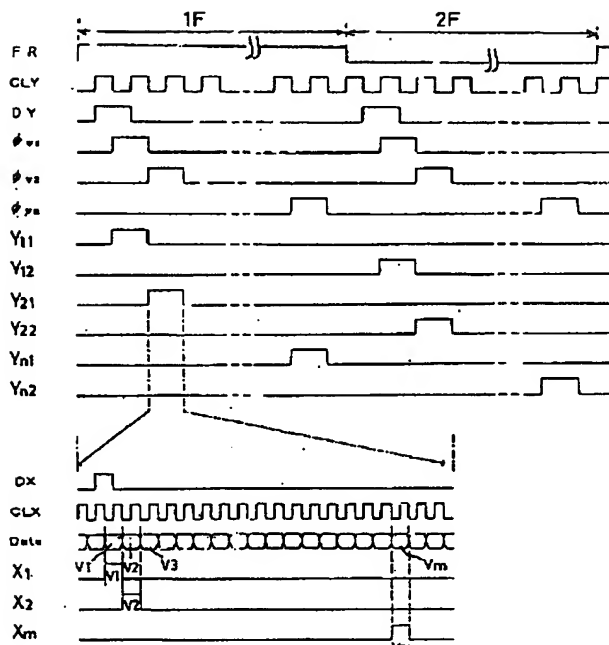 1F 2F
FR
CLY
DY
ϕv1
ϕv2
ϕyn
Y11
Y12
Y21
Y22
Yn1
Yn2
DX
CLX
Data
V1 V2 V3 Vm
X1 V1
X2 V2
Xm